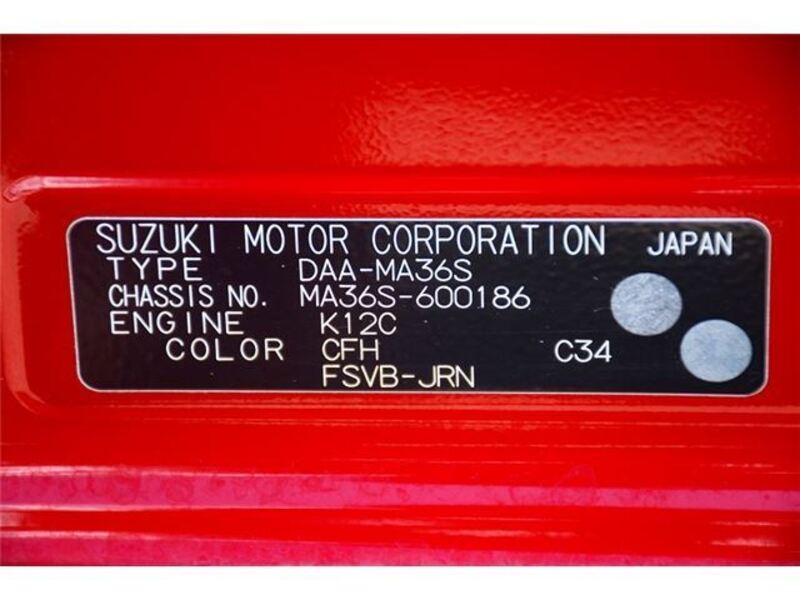 SUZUKI MOTOR CORPORATION JAPAN
TYPE DAA-MA36S
CHASSIS NO. MA36S-600186
ENGINE K12C
COLOR CFH C34
FSVB-JRN